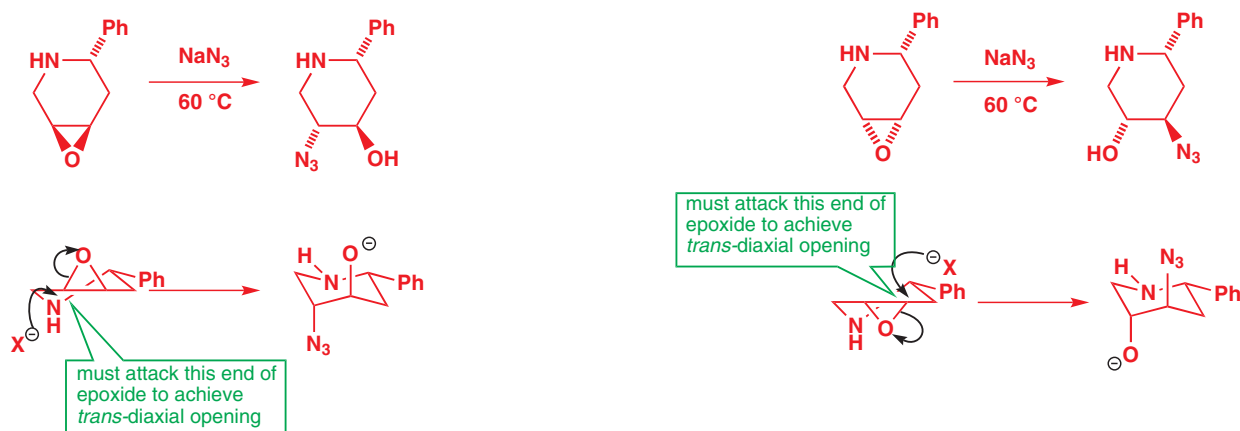 Ph
HN
NaN3
60 °C
O
Ph
HN
N3
OH
Ph
HN
NaN3
60 °C
O
Ph
HN
HO
N3
O
Ph
N
H
X⊖
must attack this end of
epoxide to achieve
trans-diaxial opening
H
O⊖
N
Ph
N3
must attack this end of
epoxide to achieve
trans-diaxial opening
⊖X
Ph
N
H
O
N3
H
N
Ph
⊖O